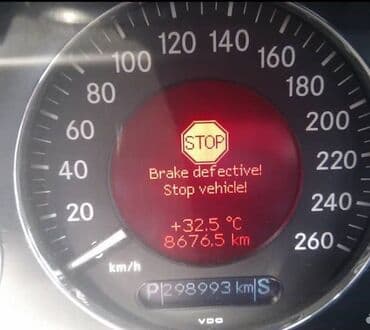 20
40
60
80
100
120
140
160
180
200
220
240
260
STOP
Brake defective!
Stop vehicle!
+32.5 °C
8676.5 km
km/h
P 298993 km S
VDO